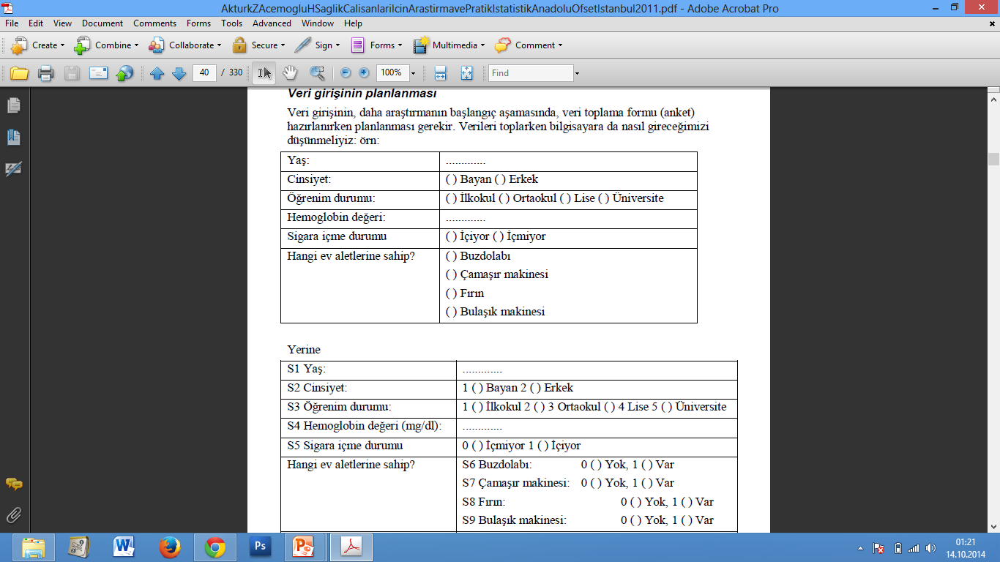 AkturkZAcemogluHSaglikCalisanlariIcinArastirmavePratikIstatistikAnadoluOfsetIstanbul2011.pdf - Adobe Acrobat Pro
File Edit View Document Comments Forms Tools Advanced Window Help
Create Combine Collaborate Secure Sign Forms Multimedia Comment
40 / 330 100% Find
Veri girişinin planlanması
Veri girişinin, daha araştırmanın başlangıç aşamasında, veri toplama formu (anket)
hazırlanırken planlanması gerekir. Verileri toplarken bilgisayara da nasıl gireceğimizi
düşünmeliyiz: örn:
Yaş: .............
Cinsiyet: ( ) Bayan ( ) Erkek
Öğrenim durumu: ( ) İlkokul ( ) Ortaokul ( ) Lise ( ) Üniversite
Hemoglobin değeri: .............
Sigara içme durumu ( ) İçiyor ( ) İçmiyor
Hangi ev aletlerine sahip? ( ) Buzdolabı
( ) Çamaşır makinesi
( ) Fırın
( ) Bulaşık makinesi
Yerine
S1 Yaş: .............
S2 Cinsiyet: 1 ( ) Bayan 2 ( ) Erkek
S3 Öğrenim durumu: 1 ( ) İlkokul 2 ( ) 3 Ortaokul ( ) 4 Lise 5 ( ) Üniversite
S4 Hemoglobin değeri (mg/dl): .............
S5 Sigara içme durumu 0 ( ) İçmiyor 1 ( ) İçiyor
Hangi ev aletlerine sahip? S6 Buzdolabı: 0 ( ) Yok, 1 ( ) Var
S7 Çamaşır makinesi: 0 ( ) Yok, 1 ( ) Var
S8 Fırın: 0 ( ) Yok, 1 ( ) Var
S9 Bulaşık makinesi: 0 ( ) Yok, 1 ( ) Var
Ps
01:21
14.10.2014